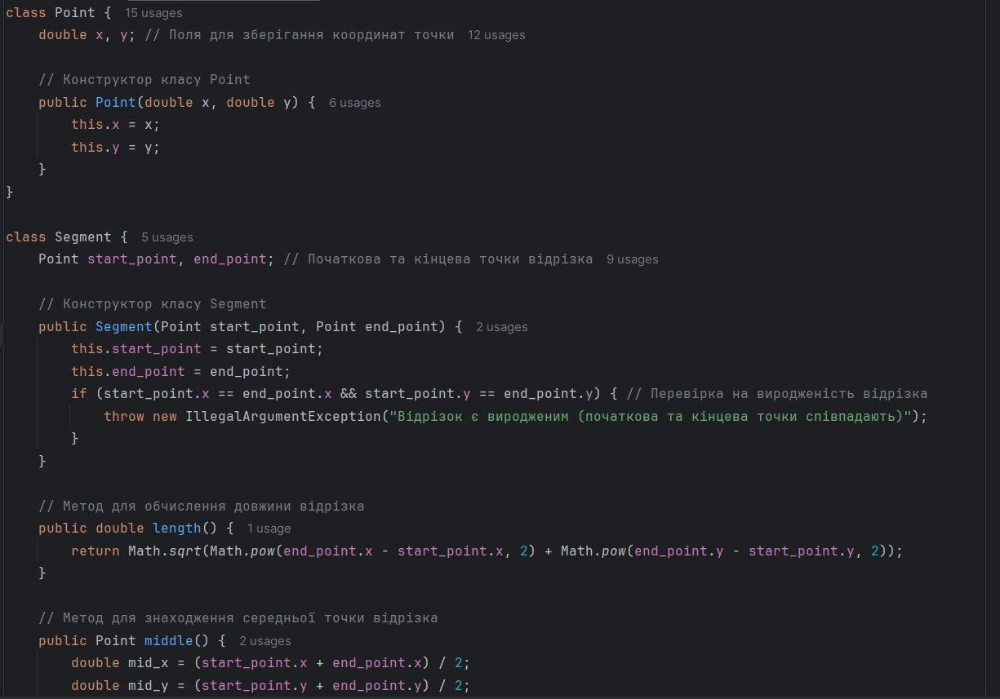 class Point {  15 usages
    double x, y; // Поля для зберігання координат точки  12 usages

    // Конструктор класу Point
    public Point(double x, double y) {  6 usages
        this.x = x;
        this.y = y;
    }
}

class Segment {  5 usages
    Point start_point, end_point; // Початкова та кінцева точки відрізка  9 usages

    // Конструктор класу Segment
    public Segment(Point start_point, Point end_point) {  2 usages
        this.start_point = start_point;
        this.end_point = end_point;
        if (start_point.x == end_point.x && start_point.y == end_point.y) { // Перевірка на виродженість відрізка
            throw new IllegalArgumentException("Відрізок є виродженим (початкова та кінцева точки співпадають)");
        }
    }

    // Метод для обчислення довжини відрізка
    public double length() {  1 usage
        return Math.sqrt(Math.pow(end_point.x - start_point.x, 2) + Math.pow(end_point.y - start_point.y, 2));
    }

    // Метод для знаходження середньої точки відрізка
    public Point middle() {  2 usages
        double mid_x = (start_point.x + end_point.x) / 2;
        double mid_y = (start_point.y + end_point.y) / 2;